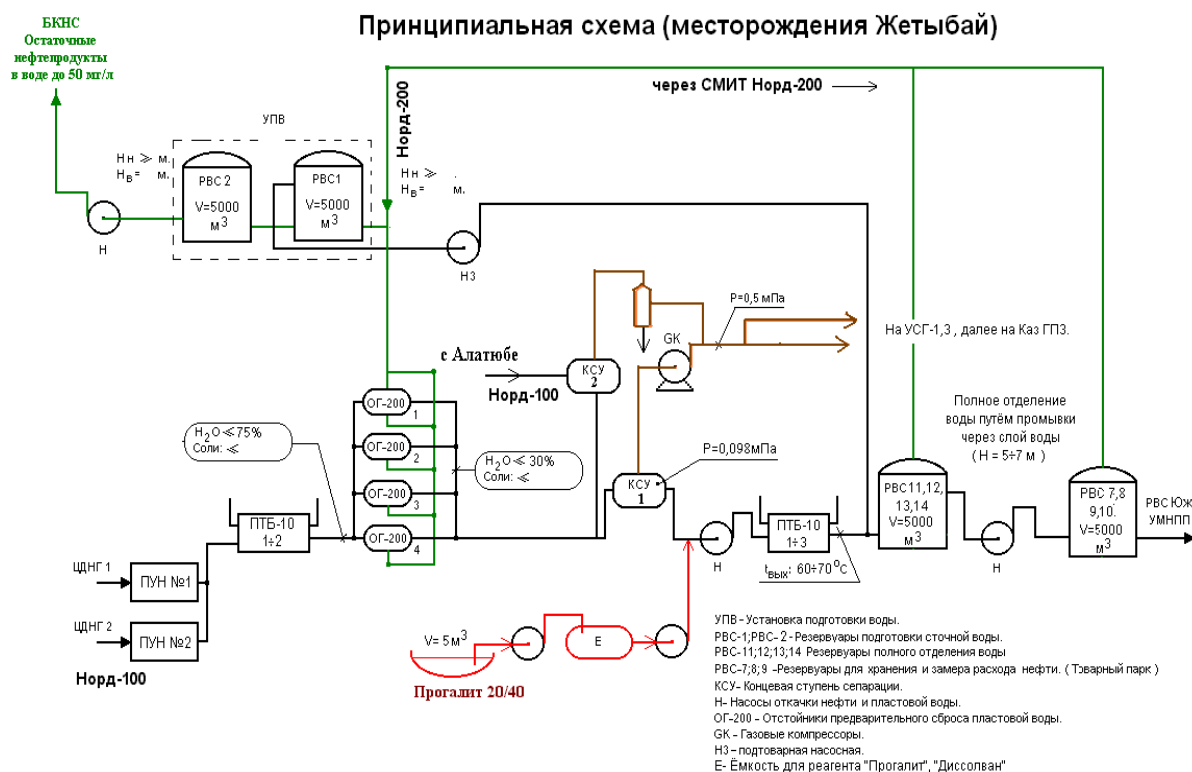 Принципиальная схема (месторождения Жетыбай)
БКНС
Остаточные
нефтепродукты
в воде до 50 мг/л
через СМИТ Норд-200
Норд-200
УПВ
Нн ≥ м.
Нв= м.
РВС 2
V=5000
м3
РВС1
V=5000
м3
Нн ≥ .
Нв= м.
Н
НЗ
P=0,5 мПа
На УСГ-1,3 , далее на Каз ГПЗ.
GK
с Алатюбе
Норд-100
КСУ
2
ОГ-200
1
ОГ-200
2
ОГ-200
3
ОГ-200
4
H2O ≤ 75%
Соли: ≤
H2O ≤ 30%
Соли: ≤
Полное отделение
воды путём промывки
через слой воды
( Н = 5÷7 м )
P=0,098мПа
КСУ
1
ПТБ-10
1÷2
Н
ПТБ-10
1÷3
tвых: 60÷70 °С
РВС11,12,
13,14
V=5000
м3
Н
РВС 7,8
9,10.
V=5000
м3
РВС Юж
УМНПП
ЦДНГ 1
ПУН №1
ЦДНГ 2
ПУН №2
Норд-100
V= 5м3
Е
Прогалит 20/40
УПВ - Установка подготовки воды.
РВС-1;РВС- 2 - Резервуары подготовки сточной воды.
РВС-11;12;13;14 Резервуары полного отделения воды
РВС-7;8;9 -Резервуары для хранения и замера расхода нефти. ( Тэварный парк )
КСУ- Концевая ступень сепарации.
Н- Насосы откачки нефти и пластовой воды.
ОГ-200 - Отстойники предварительного сброса пластовой воды.
GK - Газовые компрессоры.
НЗ - подтоварная насосная.
Е- Ёмкость для реагента "Прогалит", "Диссолван"